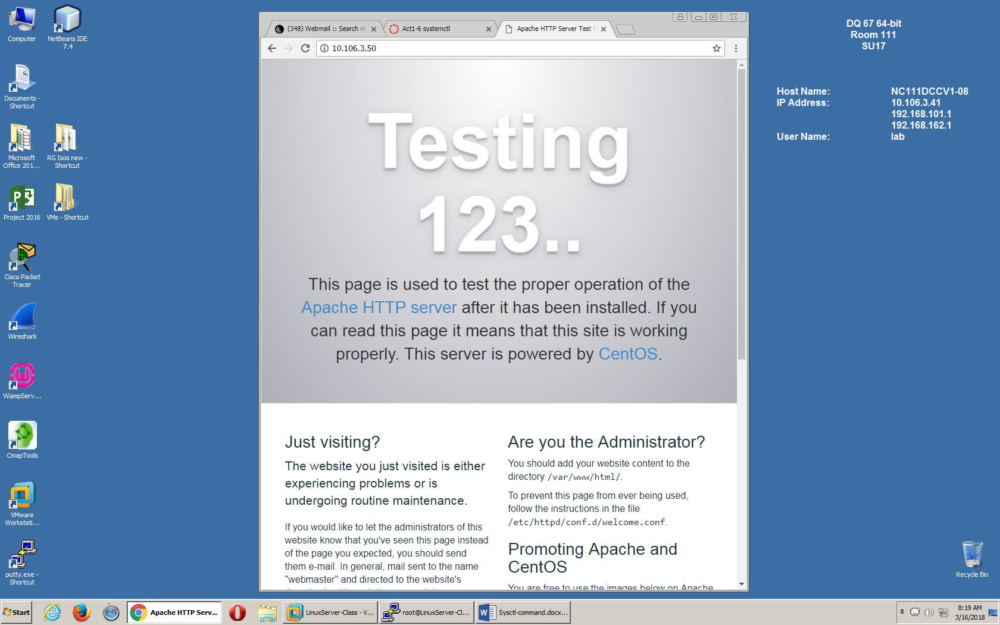 Computer
NetBeans IDE
7.4
Documents -
Shortcut
Microsoft
Office 201...
RG Isos new -
Shortcut
Project 2016
VMs - Shortcut
Cisco Packet
Tracer
Wireshark
WampServ...
CmapTools
VMware
Workstati...
putty.exe -
Shortcut
(348) Webmail :: Search re
Act1-6 systemctl
Apache HTTP Server Test P
10.106.3.50
Testing
123..
This page is used to test the proper operation of the
Apache HTTP server after it has been installed. If you
can read this page it means that this site is working
properly. This server is powered by CentOS.
Just visiting?
The website you just visited is either
experiencing problems or is
undergoing routine maintenance.
If you would like to let the administrators of this
website know that you've seen this page instead
of the page you expected, you should send
them e-mail. In general, mail sent to the name
"webmaster" and directed to the website's
Are you the Administrator?
You should add your website content to the
directory /var/www/html/.
To prevent this page from ever being used,
follow the instructions in the file
/etc/httpd/conf.d/welcome.conf.
Promoting Apache and
CentOS
You are free to use the images below on Apache
DQ 67 64-bit
Room 111
SU17
Host Name: NC111DCCV1-08
IP Address: 10.106.3.41
192.168.101.1
192.168.162.1
User Name: lab
Recycle Bin
Start
Apache HTTP Serv...
LinuxServer-Class - V...
root@LinuxServer-Cl...
Sysctl-command.docx...
8:19 AM
3/16/2018